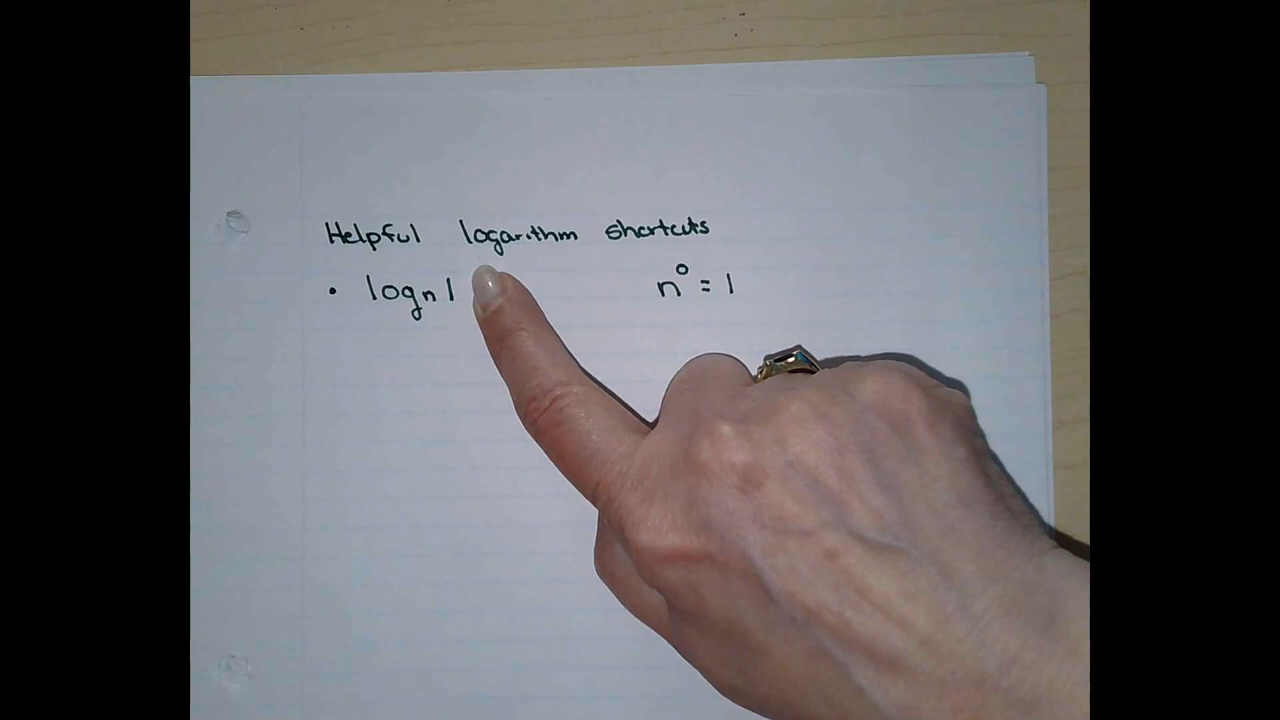 Helpful logarithm shortcuts
• logₙ1 n⁰ = 1